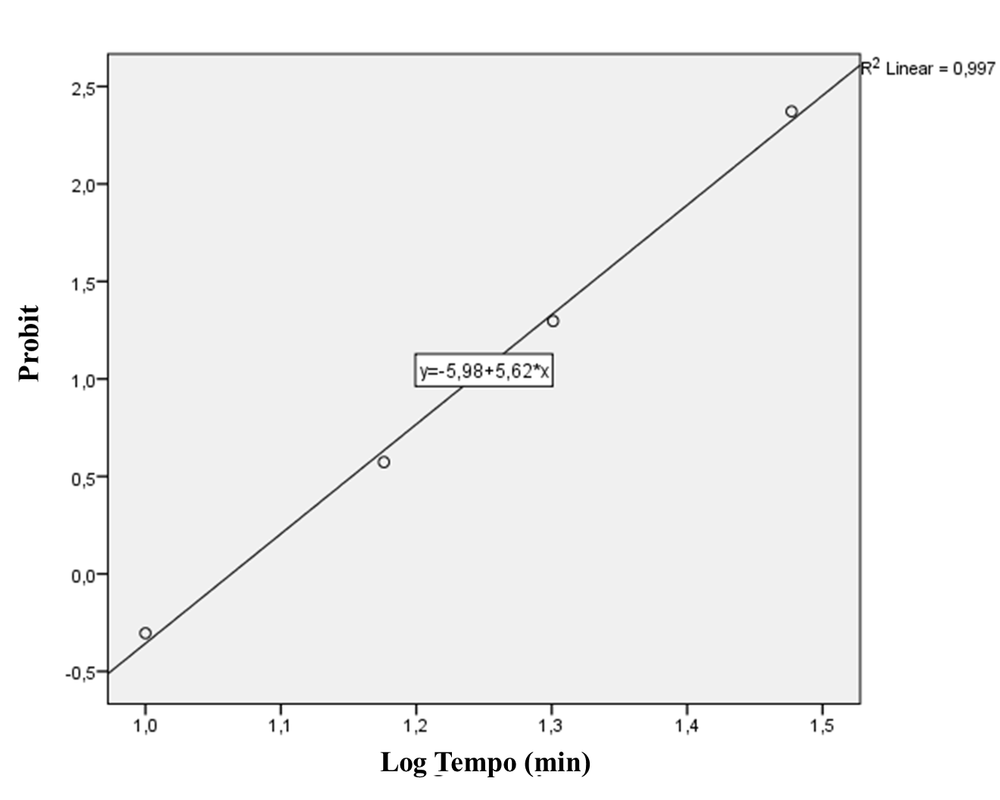 R² Linear = 0,997
2,5
2,0
1,5
1,0
0,5
0,0
-0,5
Probit
y=-5,98+5,62*x
1,0 1,1 1,2 1,3 1,4 1,5
Log Tempo (min)